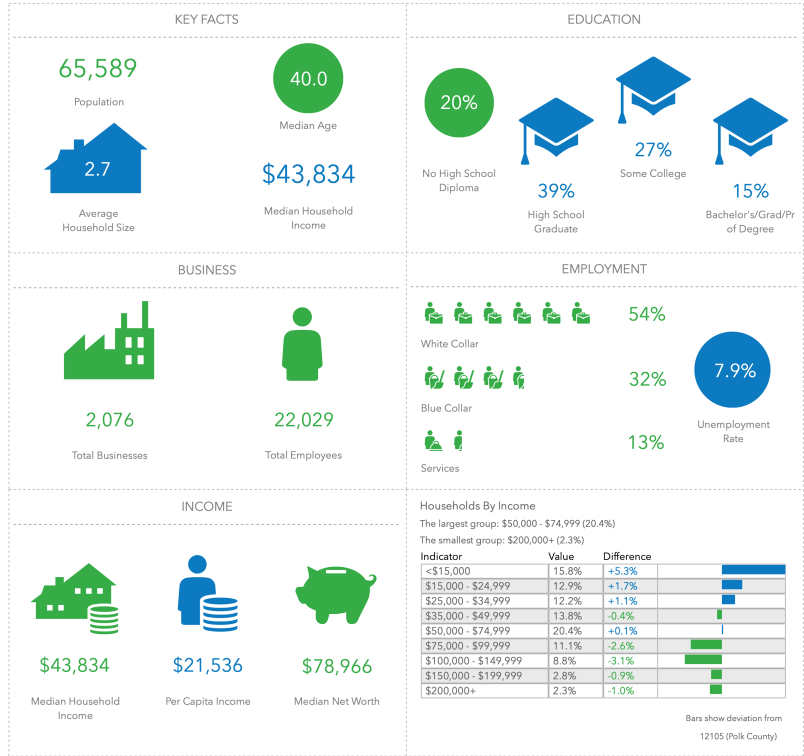 KEY FACTS
65,589
Population
40.0
Median Age
2.7
Average
Household Size
$43,834
Median Household
Income
EDUCATION
20%
No High School
Diploma
39%
High School
Graduate
27%
Some College
15%
Bachelor's/Grad/Pr
of Degree
BUSINESS
2,076
Total Businesses
22,029
Total Employees
EMPLOYMENT
54%
White Collar
32%
Blue Collar
13%
Services
7.9%
Unemployment
Rate
INCOME
$43,834
Median Household
Income
$21,536
Per Capita Income
$78,966
Median Net Worth
Households By Income
The largest group: $50,000 - $74,999 (20.4%)
The smallest group: $200,000+ (2.3%)
Indicator Value Difference
<$15,000 15.8% +5.3%
$15,000 - $24,999 12.9% +1.7%
$25,000 - $34,999 12.2% +1.1%
$35,000 - $49,999 13.8% -0.4%
$50,000 - $74,999 20.4% +0.1%
$75,000 - $99,999 11.1% -2.6%
$100,000 - $149,999 8.8% -3.1%
$150,000 - $199,999 2.8% -0.9%
$200,000+ 2.3% -1.0%
Bars show deviation from
12105 (Polk County)